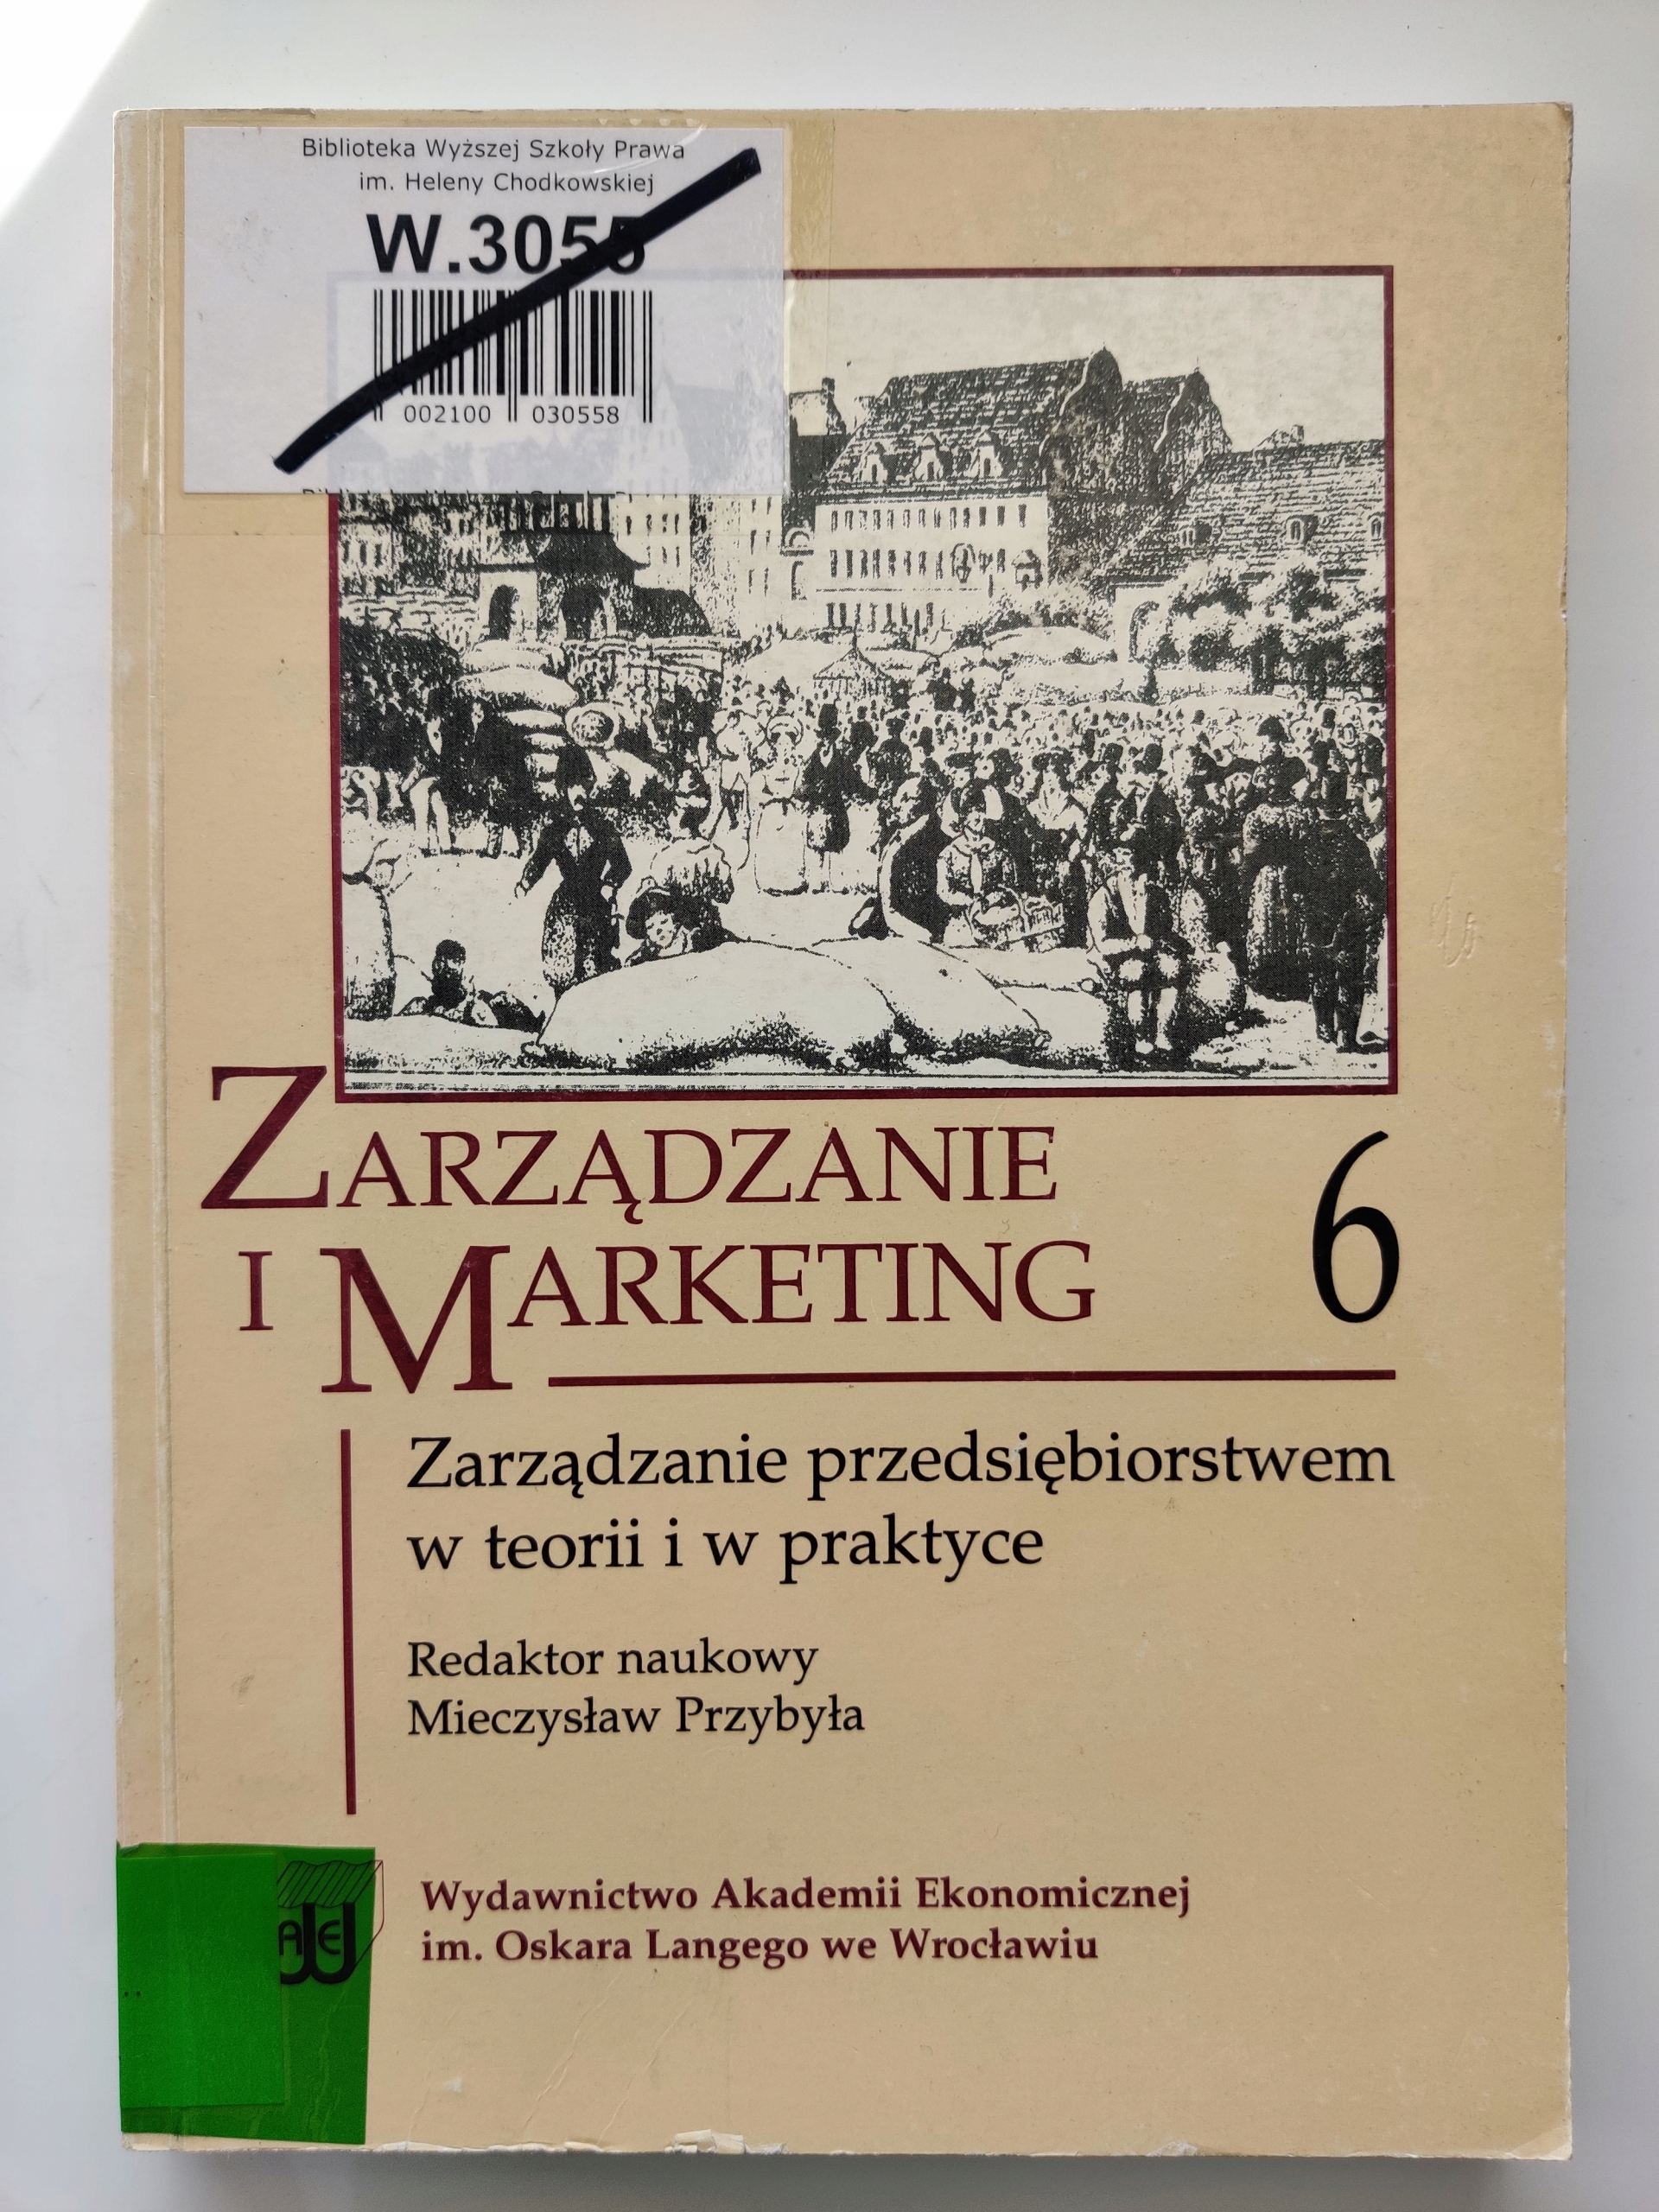 Biblioteka Wyższej Szkoły Prawa
im. Heleny Chodkowskiej
W.3055
002100 030558
ZARZĄDZANIE
I MARKETING
6
Zarządzanie przedsiębiorstwem
w teorii i w praktyce
Redaktor naukowy
Mieczysław Przybyła
AE
Wydawnictwo Akademii Ekonomicznej
im. Oskara Langego we Wrocławiu